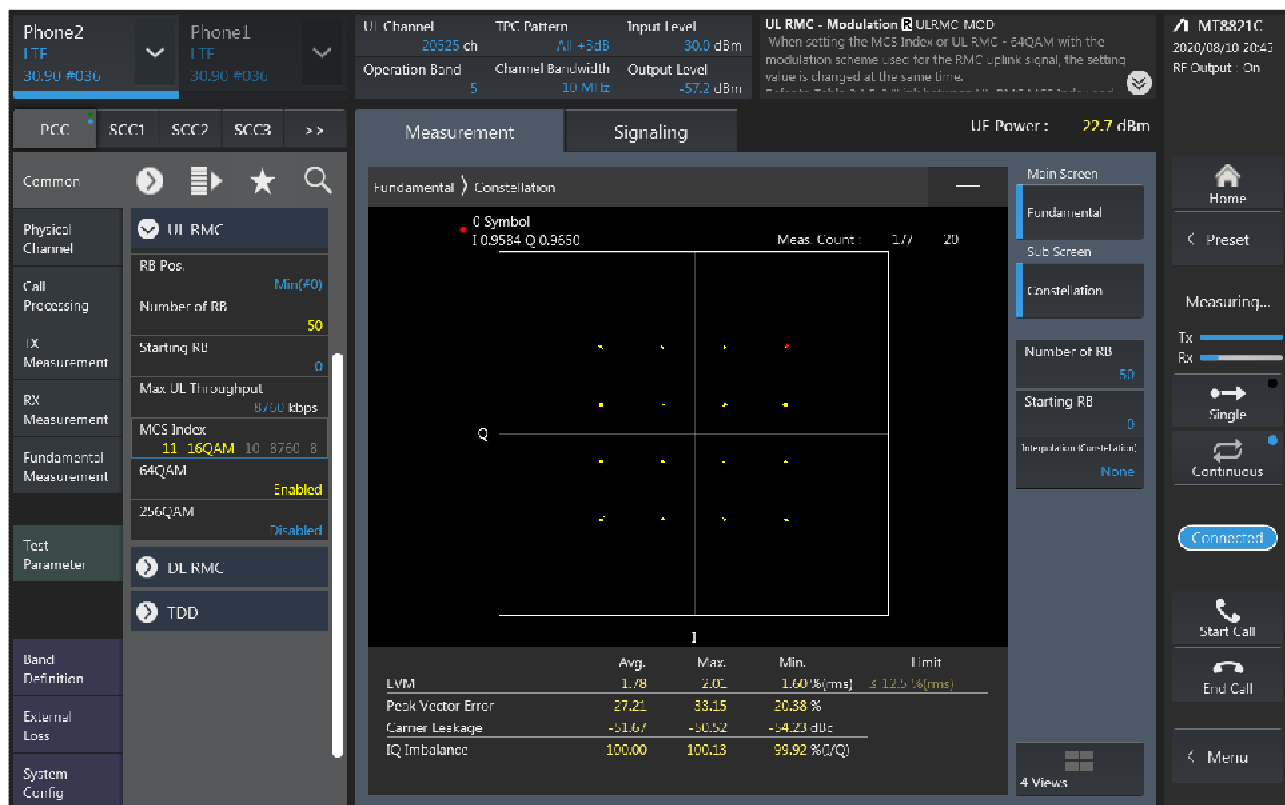 Phone2
LTE
30.90 #036
Phone1
LTE
30.90 #036
UL Channel
20525 ch
TPC Pattern
All +3dB
Input Level
30.0 dBm
Operation Band
5
Channel Bandwidth
10 MHz
Output Level
-57.2 dBm
UL RMC - Modulation R ULRMC_MOD
When setting the MCS Index or UL RMC - 64QAM with the
modulation scheme used for the RMC uplink signal, the setting
value is changed at the same time.
MT8821C
2020/08/10 20:45
RF Output : On
PCC
SCC1
SCC2
SCC3
>>
Measurement
Signaling
UE Power : 22.7 dBm
Common
Physical
Channel
Call
Processing
TX
Measurement
RX
Measurement
Fundamental
Measurement
Test
Parameter
Band
Definition
External
Loss
System
Config
UL RMC
RB Pos.
Min(#0)
Number of RB
50
Starting RB
0
Max UL Throughput
8760 kbps
MCS Index
11 16QAM 10 8760 8
64QAM
Enabled
256QAM
Disabled
DL RMC
TDD
Fundamental > Constellation
0 Symbol
I 0.9584 Q 0.9650
Meas. Count : 17/ 20
Q
I
Avg. Max. Min. Limit
EVM 1.78 2.01 1.60 %(rms) ≤ 12.5 %(rms)
Peak Vector Error 27.21 33.15 20.38 %
Carrier Leakage -51.67 -50.52 -54.23 dBc
IQ Imbalance 100.00 100.13 99.92 %(I/Q)
Main Screen
Fundamental
Sub Screen
Constellation
Number of RB
50
Starting RB
0
Interpolation(Constellation)
None
4 Views
Home
< Preset
Measuring...
Tx
Rx
Single
Continuous
Connected
Start Call
End Call
< Menu